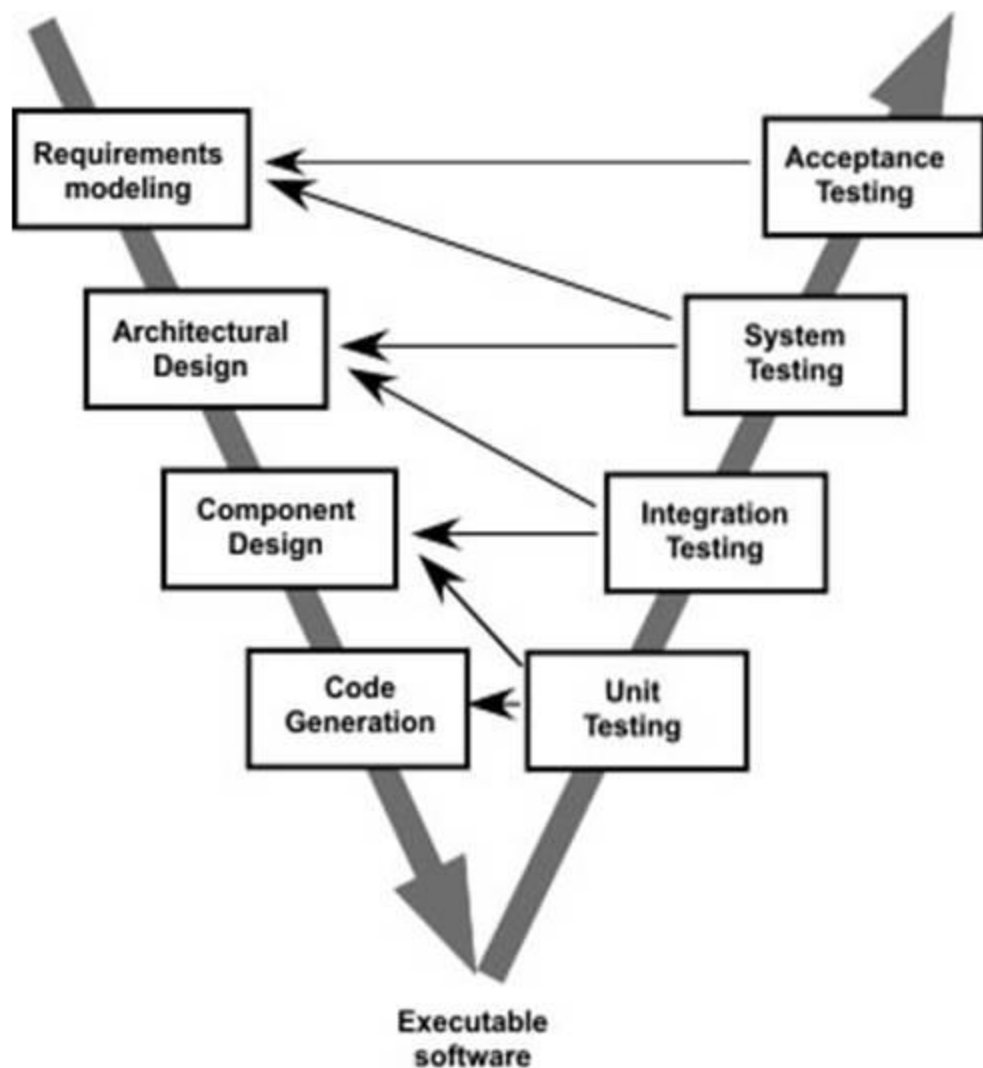 Requirements
modeling
Acceptance
Testing
Architectural
Design
System
Testing
Component
Design
Integration
Testing
Code
Generation
Unit
Testing
Executable
software